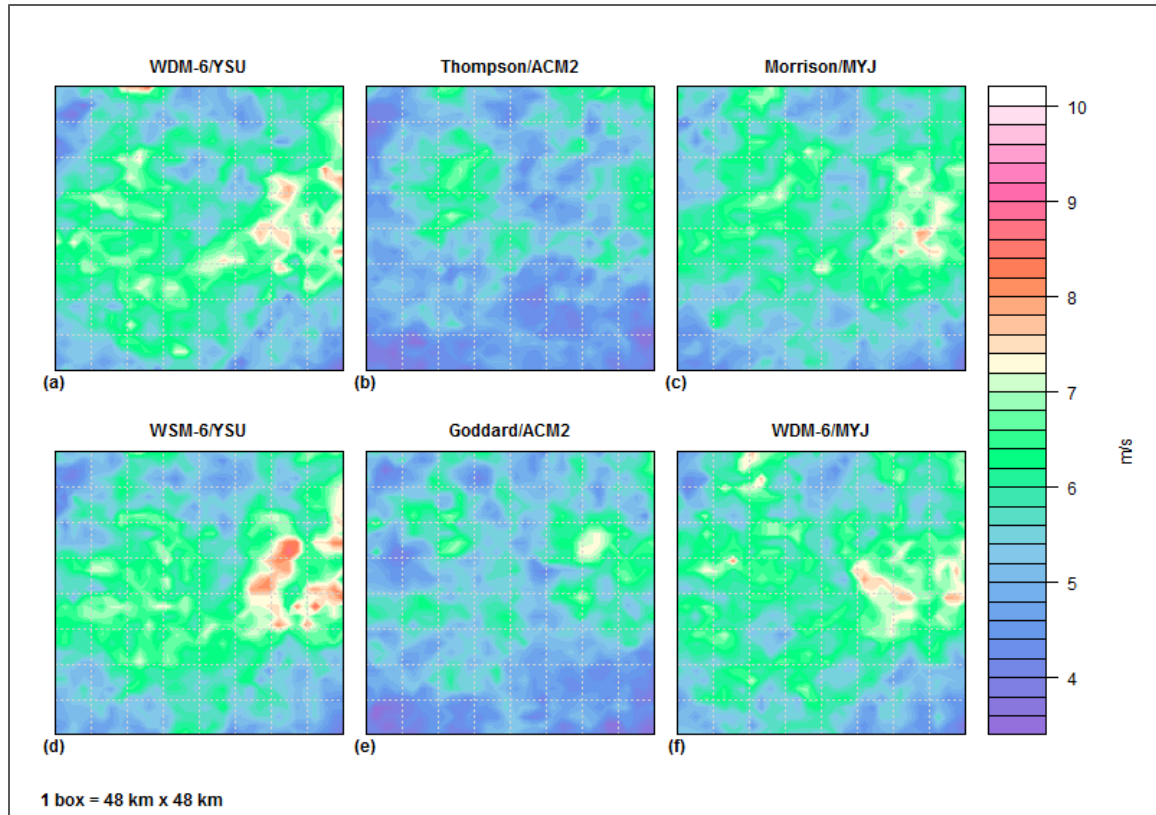 WDM-6/YSU
Thompson/ACM2
Morrison/MYJ
(a)
(b)
(c)
WSM-6/YSU
Goddard/ACM2
WDM-6/MYJ
(d)
(e)
(f)
10
9
8
7
6
5
4
m/s
1 box = 48 km x 48 km